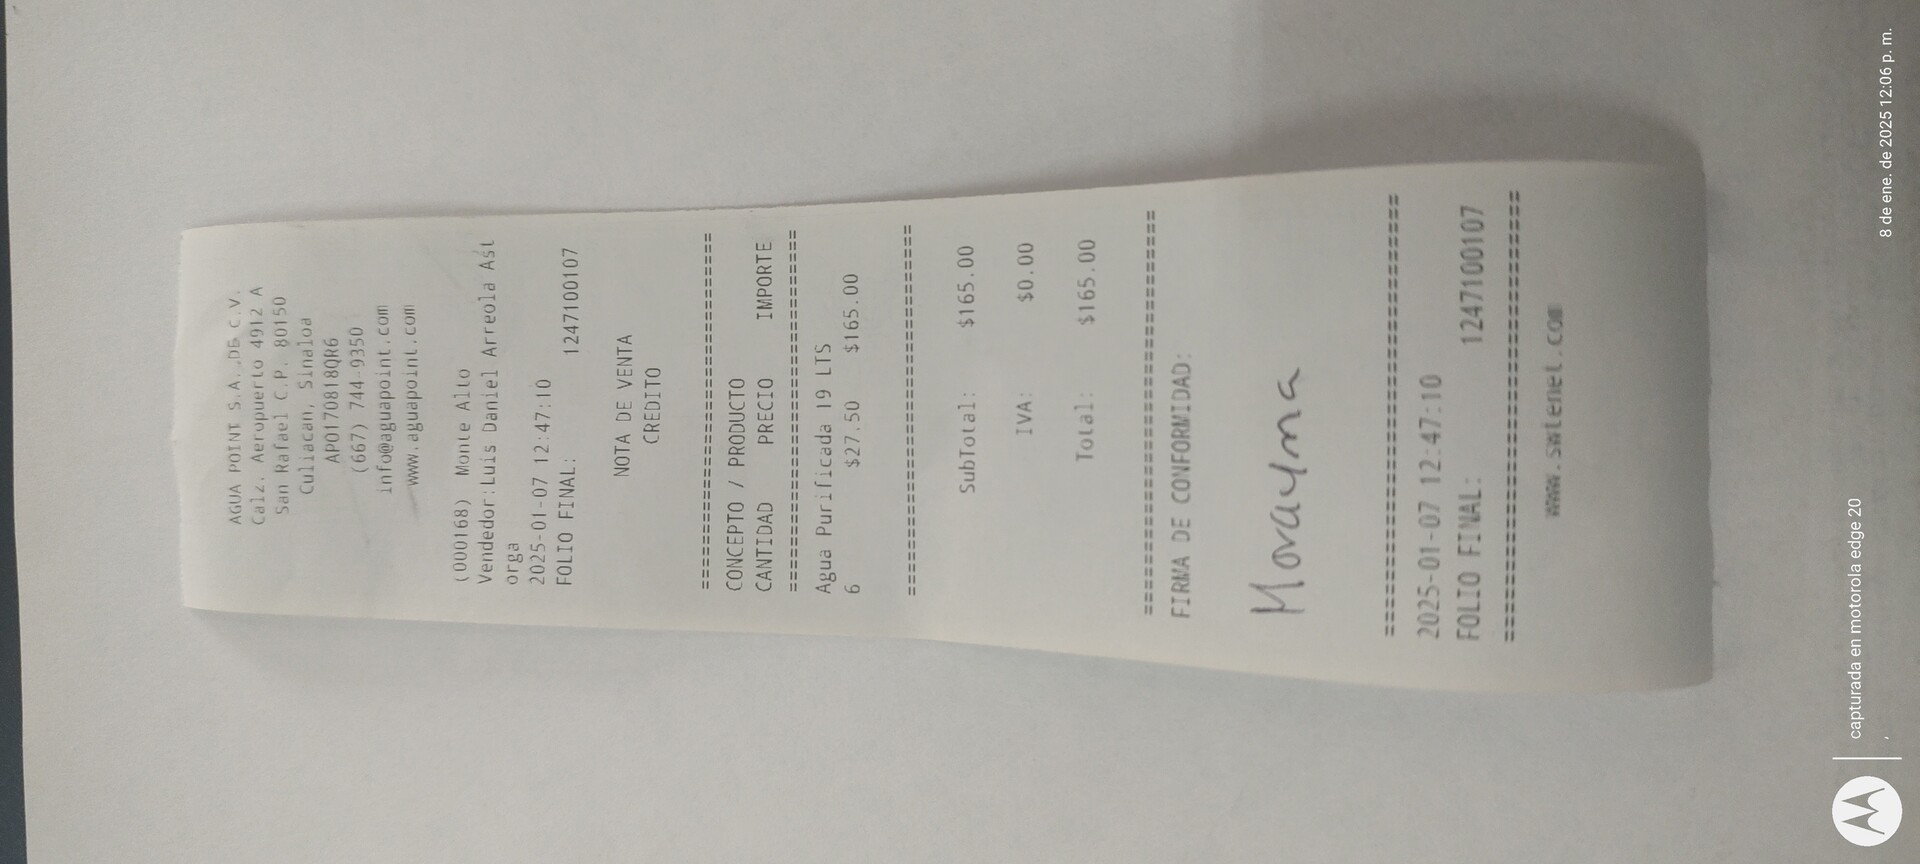 AGUA POINT S.A. DE C.V.
Calz. Aeropuerto 4912 A
San Rafael C.P. 80150
Culiacan, Sinaloa
APO170818QR6
(667) 744-9350
info@aguapoint.com
www.aguapoint.com
(000168) Monte Alto
Vendedor:Luis Daniel Arreola Ast
orga
2025-01-07 12:47:10
FOLIO FINAL: 1247100107
NOTA DE VENTA
CREDITO
================================
CONCEPTO / PRODUCTO
CANTIDAD PRECIO IMPORTE
================================
Agua Purificada 19 LTS
6 $27.50 $165.00
================================
SubTotal: $165.00
IVA: $0.00
Total: $165.00
================================
FIRMA DE CONFORMIDAD:
Morayma
================================
2025-01-07 12:47:10
FOLIO FINAL: 1247100107
================================
www.swtenet.com
capturada en motorola edge 20
8 de ene. de 2025 12:06 p. m.